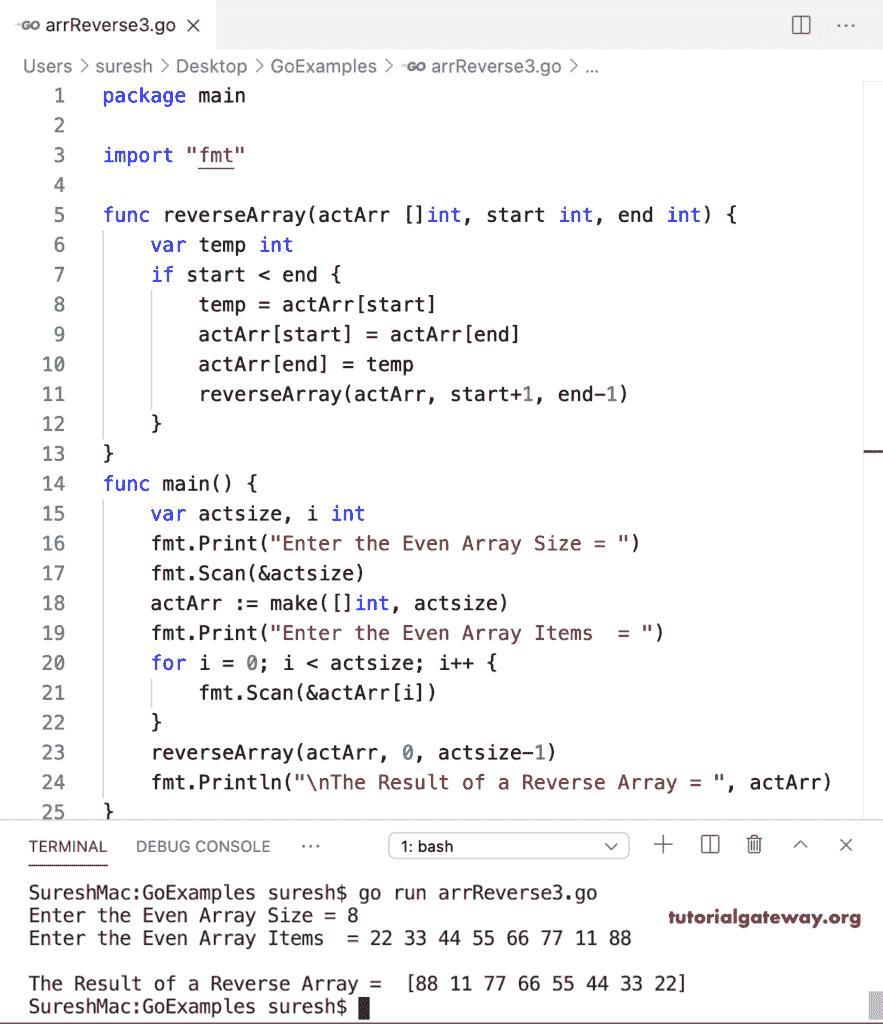 GO arrReverse3.go ×
Users > suresh > Desktop > GoExamples > GO arrReverse3.go > ...
1 package main
2
3 import "fmt"
4
5 func reverseArray(actArr []int, start int, end int) {
6     var temp int
7     if start < end {
8         temp = actArr[start]
9         actArr[start] = actArr[end]
10         actArr[end] = temp
11         reverseArray(actArr, start+1, end-1)
12     }
13 }
14 func main() {
15     var actsize, i int
16     fmt.Print("Enter the Even Array Size = ")
17     fmt.Scan(&actsize)
18     actArr := make([]int, actsize)
19     fmt.Print("Enter the Even Array Items  = ")
20     for i = 0; i < actsize; i++ {
21         fmt.Scan(&actArr[i])
22     }
23     reverseArray(actArr, 0, actsize-1)
24     fmt.Println("\nThe Result of a Reverse Array = ", actArr)
25 }
TERMINAL DEBUG CONSOLE ... 1: bash
SureshMac:GoExamples suresh$ go run arrReverse3.go
Enter the Even Array Size = 8
tutorialgateway.org
Enter the Even Array Items  = 22 33 44 55 66 77 11 88

The Result of a Reverse Array =  [88 11 77 66 55 44 33 22]
SureshMac:GoExamples suresh$